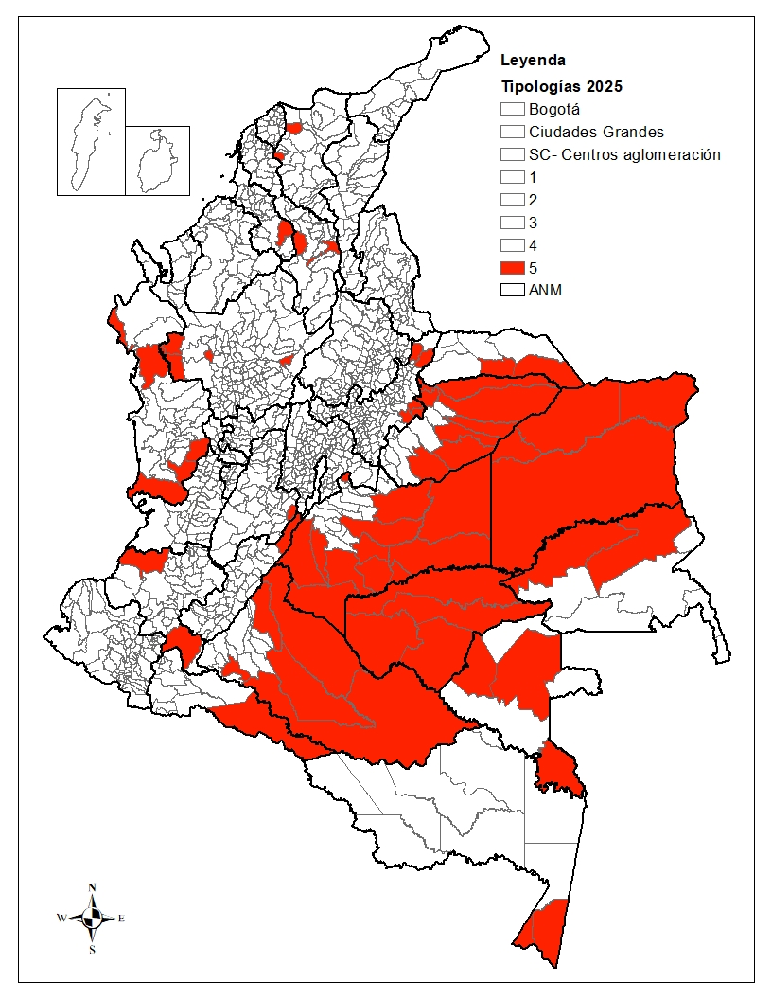 Leyenda
Tipologías 2025
Bogotá
Ciudades Grandes
SC- Centros aglomeración
1
2
3
4
5
ANM
N
W E
S